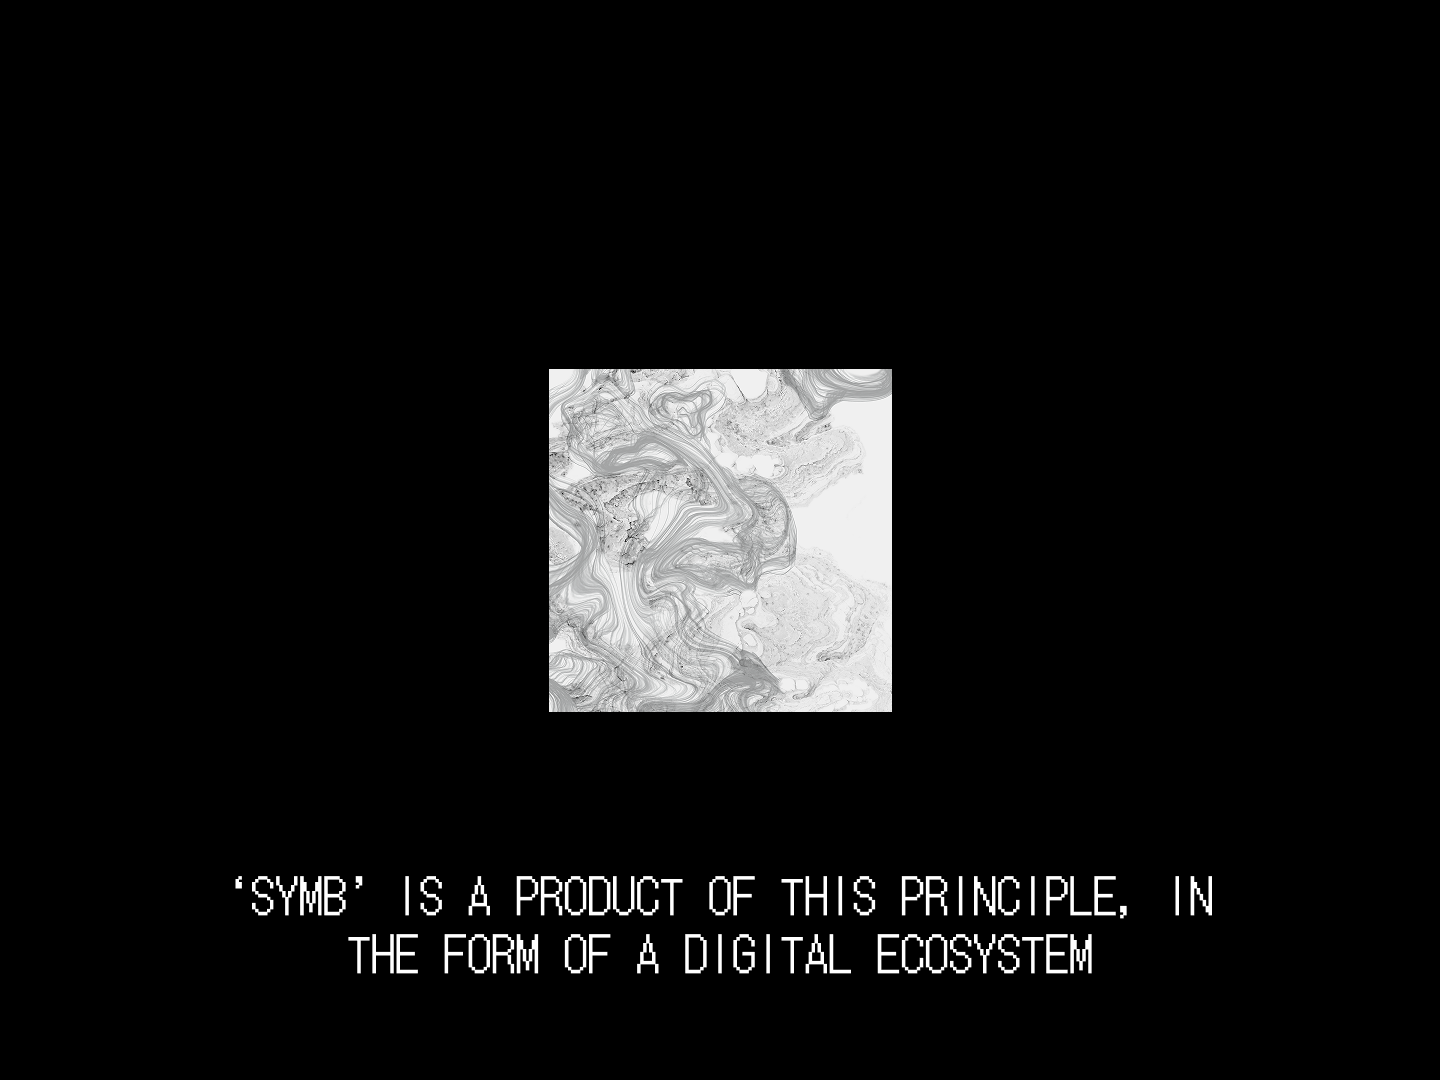 ‘SYMB’ IS A PRODUCT OF THIS PRINCIPLE, IN
THE FORM OF A DIGITAL ECOSYSTEM